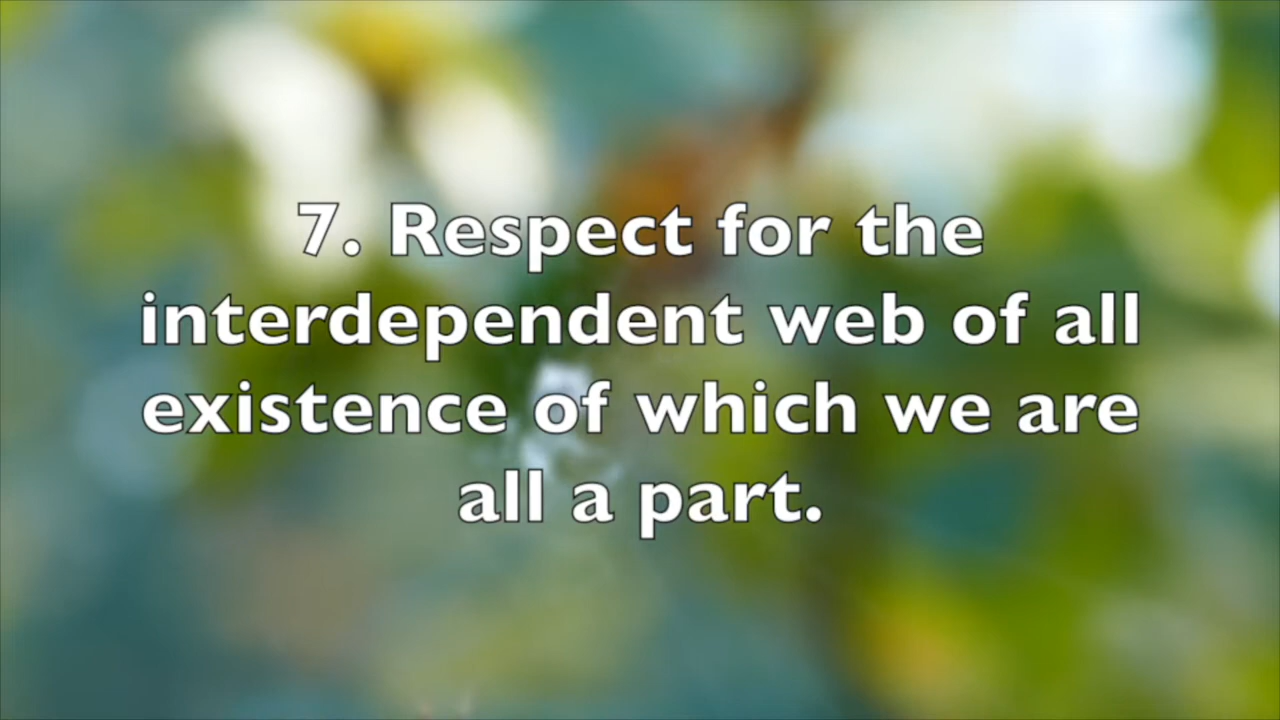 7. Respect for the
interdependent web of all
existence of which we are
all a part.